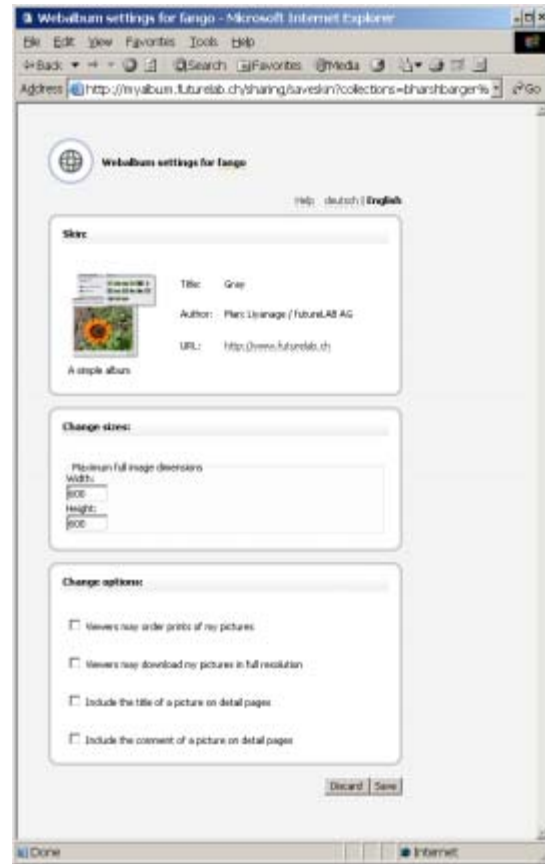 Webalbum settings for fango - Microsoft Internet Explorer
File Edit View Favorites Tools Help
Back Search Favorites Media
Address http://myalbum.futurelab.ch/sharing/saveskin?collections=bharshbarger% Go
Webalbum settings for fango
Help deutsch | English
Skin:
Title: Gray
Author: Marc Liyanage / futureLAB AG
URL: http://www.futurelab.ch
A simple album
Change sizes:
Maximum full image dimensions
Width:
600
Height:
600
Change options:
Viewers may order prints of my pictures
Viewers may download my pictures in full resolution
Include the title of a picture on detail pages
Include the comment of a picture on detail pages
Discard Save
Done Internet